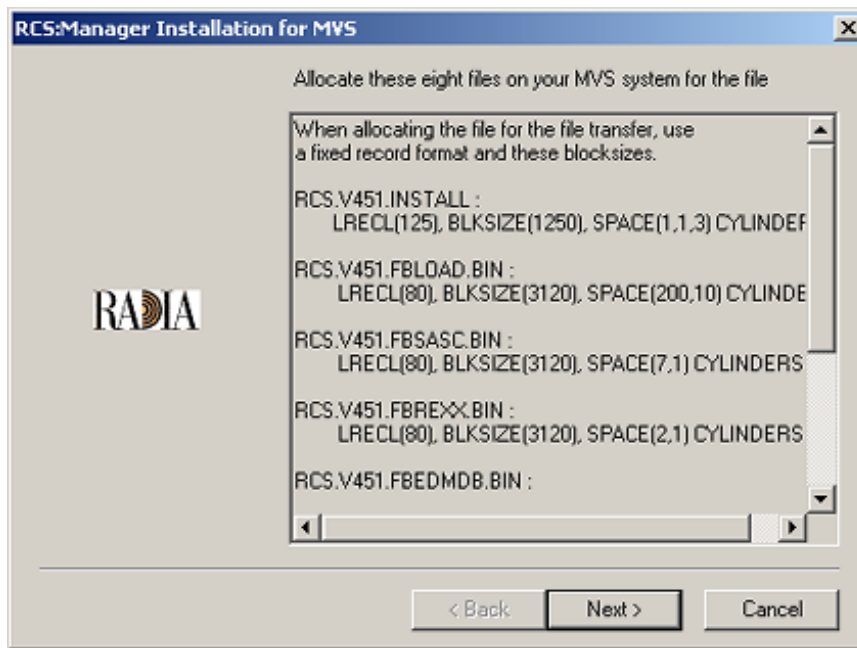 RCS:Manager Installation for MVS
Allocate these eight files on your MVS system for the file
When allocating the file for the file transfer, use
a fixed record format and these blocksizes.
RCS.V451.INSTALL :
LRECL(125), BLKSIZE(1250), SPACE(1,1,3) CYLINDER
RCS.V451.FBLOAD.BIN :
LRECL(80), BLKSIZE(3120), SPACE(200,10) CYLINDE
RADIA
RCS.V451.FBSASC.BIN :
LRECL(80), BLKSIZE(3120), SPACE(7,1) CYLINDERS
RCS.V451.FBREXX.BIN :
LRECL(80), BLKSIZE(3120), SPACE(2,1) CYLINDERS
RCS.V451.FBEDMDB.BIN :
< Back
Next >
Cancel